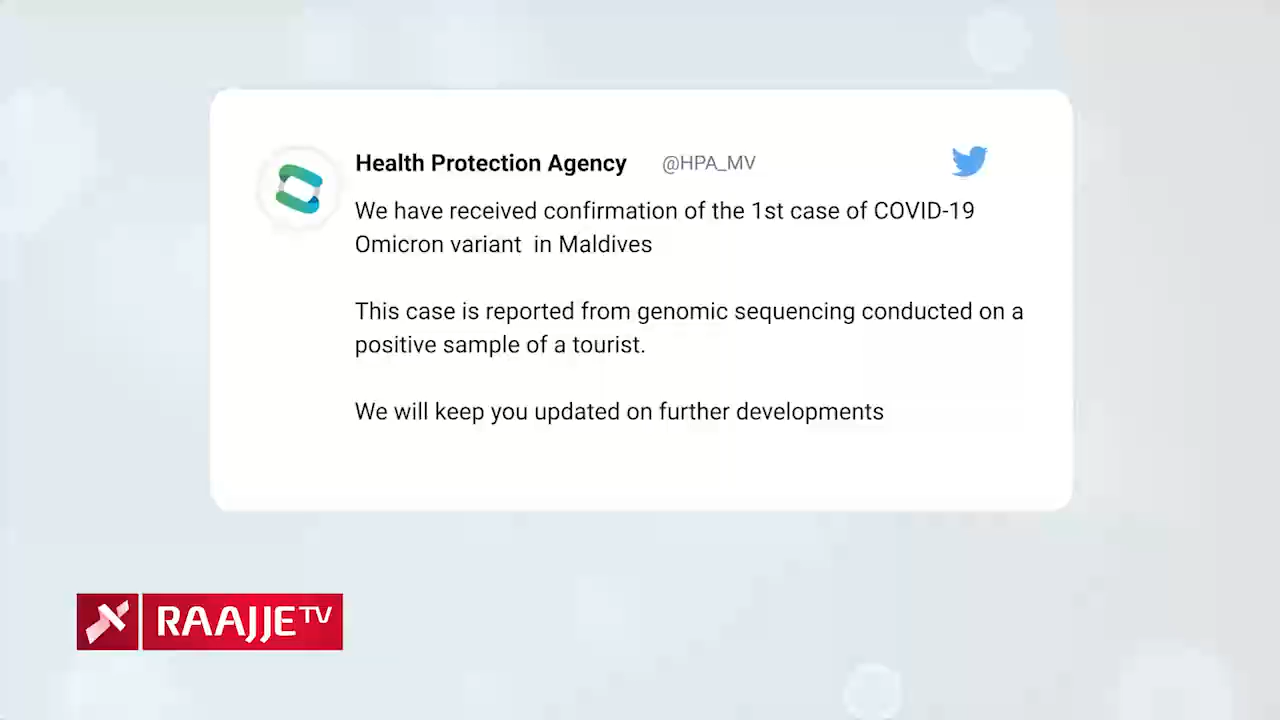 Health Protection Agency @HPA_MV
We have received confirmation of the 1st case of COVID-19
Omicron variant in Maldives
This case is reported from genomic sequencing conducted on a
positive sample of a tourist.
We will keep you updated on further developments
RAAJJE TV